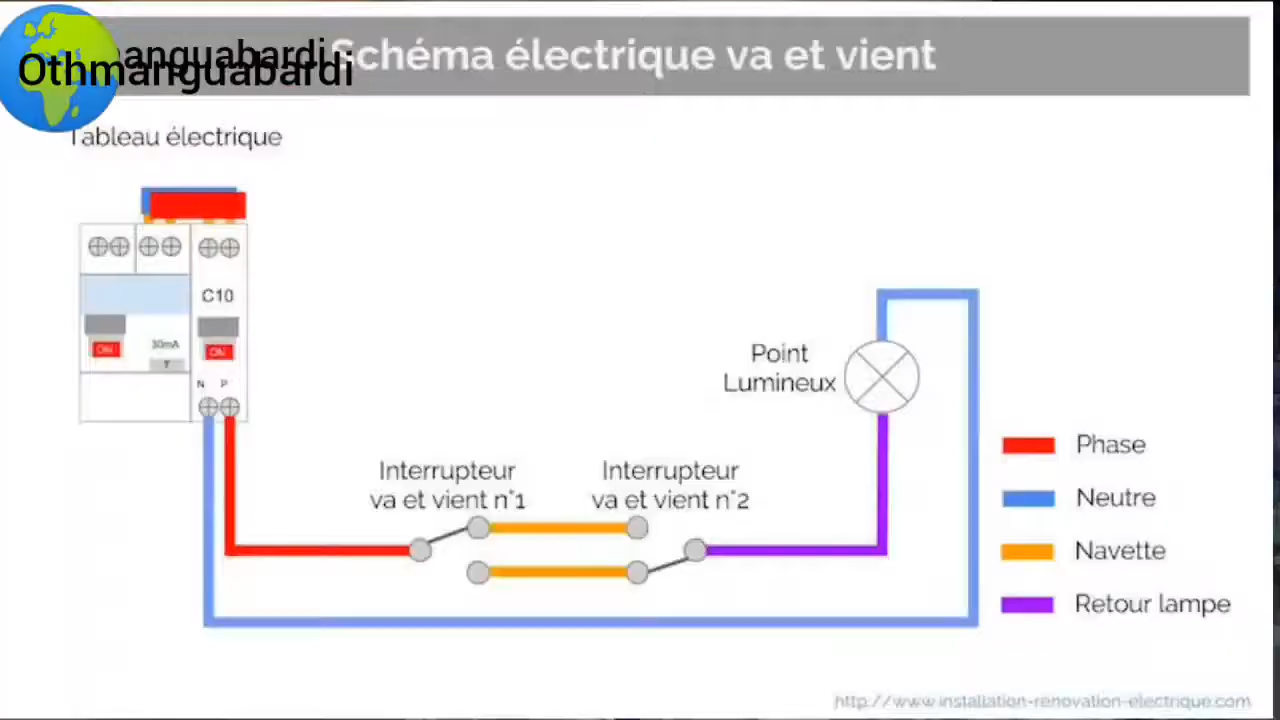 Schéma électrique va et vient
Othmanguabardi
Othmanguabardi
Tableau électrique
C10
ON
30mA
T
ON
N P
Point
Lumineux
Interrupteur
va et vient n°1
Interrupteur
va et vient n°2
Phase
Neutre
Navette
Retour lampe
http://www.installation-renovation-electrique.com